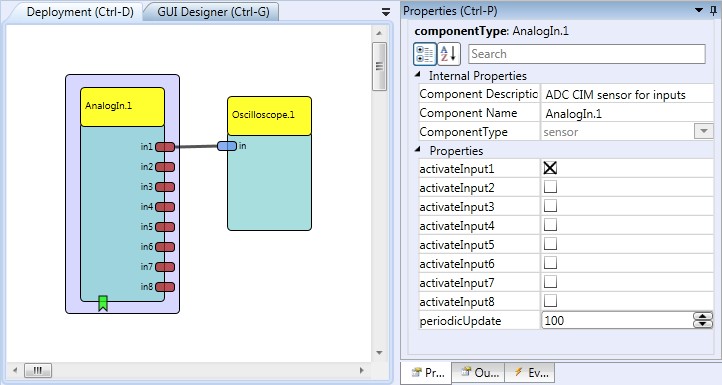 Deployment (Ctrl-D)
GUI Designer (Ctrl-G)
AnalogIn.1
in1
in2
in3
in4
in5
in6
in7
in8
Oscilloscope.1
in
Properties (Ctrl-P)
componentType: AnalogIn.1
A
Z
Search
Internal Properties
Component Descriptio ADC CIM sensor for inputs
Component Name AnalogIn.1
ComponentType sensor
Properties
activateInput1
activateInput2
activateInput3
activateInput4
activateInput5
activateInput6
activateInput7
activateInput8
periodicUpdate 100
Pr...
Ou...
Ev...